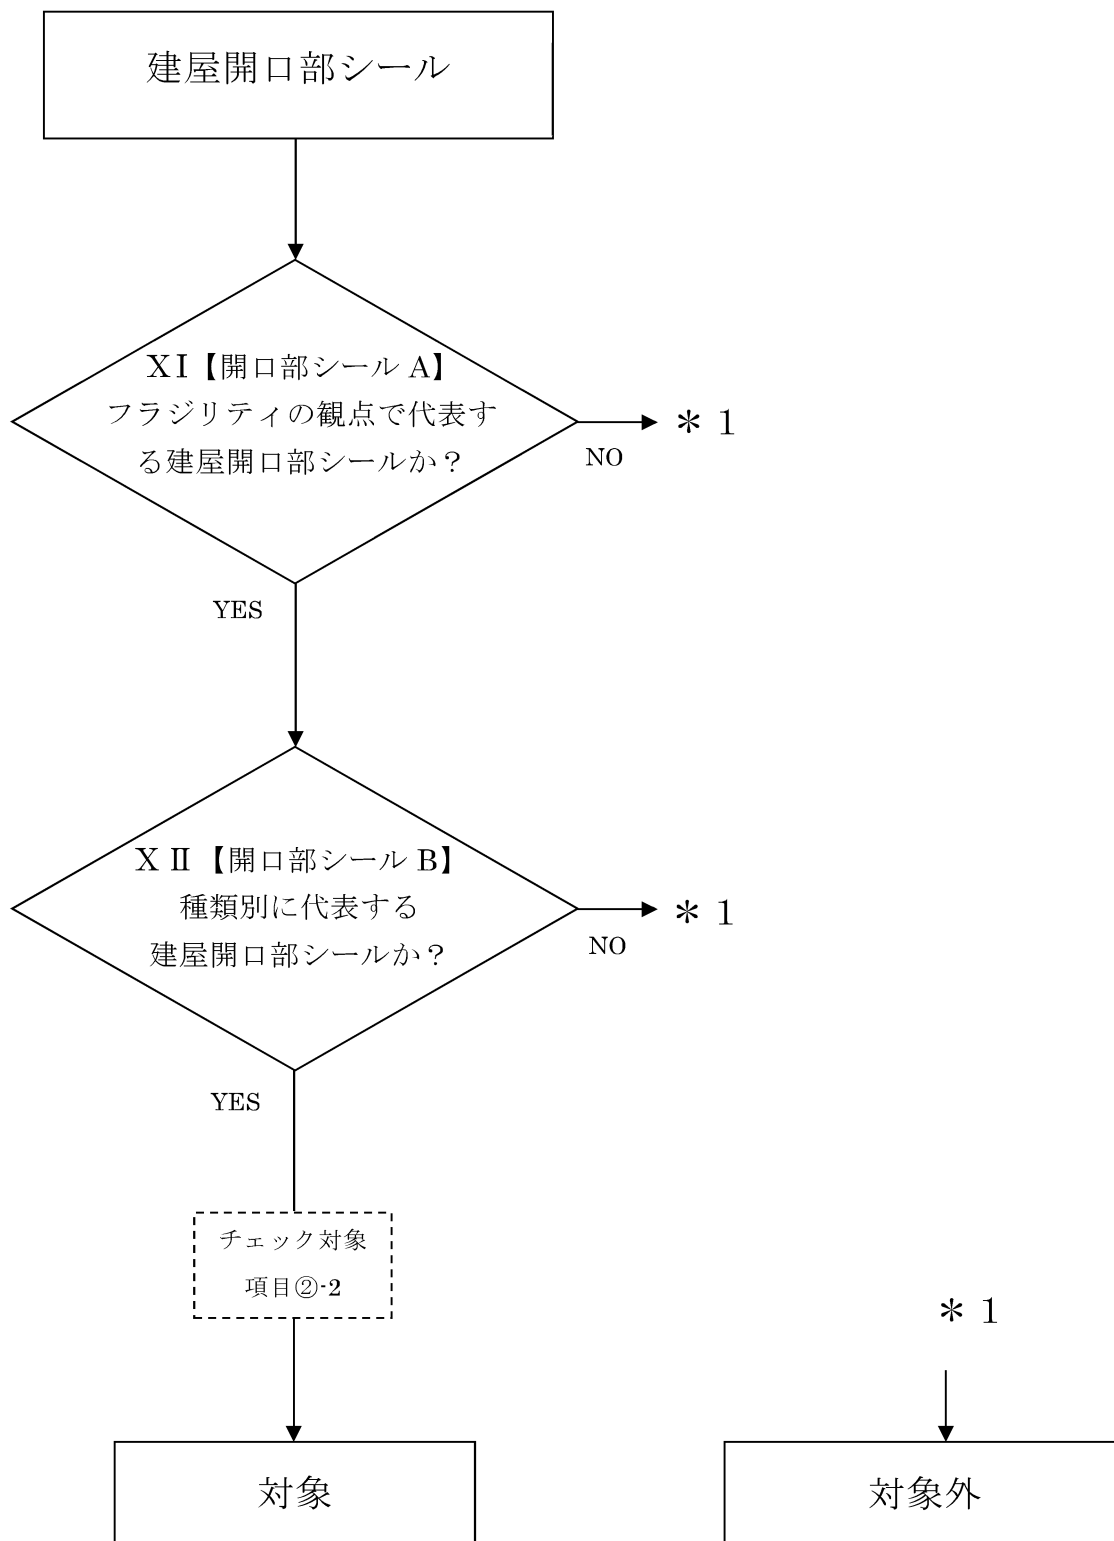 建屋開口部シール
ⅩⅠ【開口部シール A】
フラジリティの観点で代表す
る建屋開口部シールか？
＊ 1
NO
YES
Ⅹ Ⅱ 【開口部シール B】
種類別に代表する
建屋開口部シールか？
＊ 1
NO
YES
チェック対象
項目②-2
＊ 1
対象
対象外